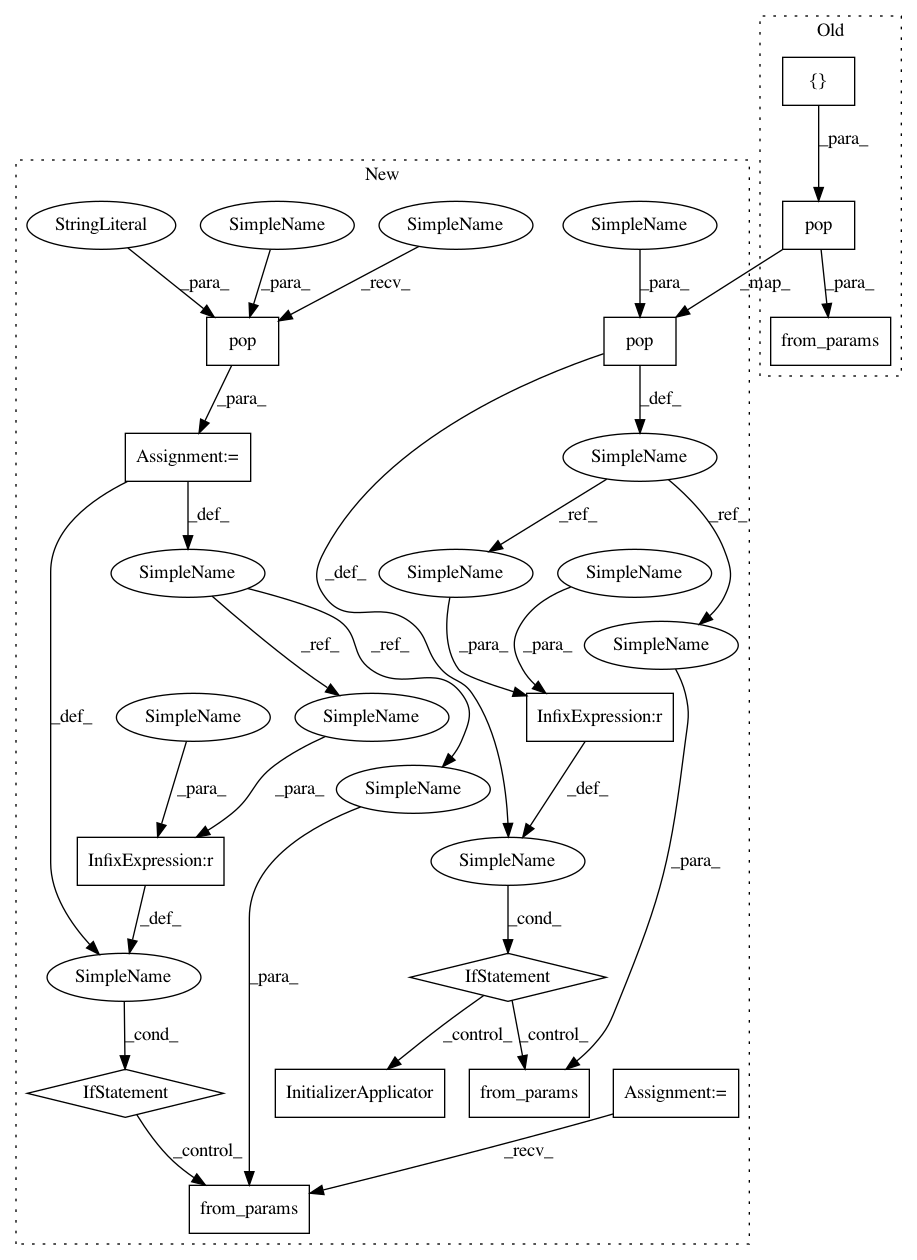 Old
{}
_para_
New
StringLiteral
SimpleName
SimpleName
SimpleName
pop
_para_
_para_
_recv_
_para_
_map_
_para_
pop
pop
from_params
_para_
_def_
Assignment:=
SimpleName
_def_
_ref_
_ref_
SimpleName
_def_
SimpleName
SimpleName
_ref_
_ref_
_para_
_para_
SimpleName
_def_
SimpleName
SimpleName
InfixExpression:r
_para_
_para_
SimpleName
_def_
InfixExpression:r
SimpleName
_para_
_def_
_cond_
SimpleName
_para_
IfStatement
_cond_
_control_
_control_
IfStatement
InitializerApplicator
from_params
Assignment:=
_control_
_recv_
from_params